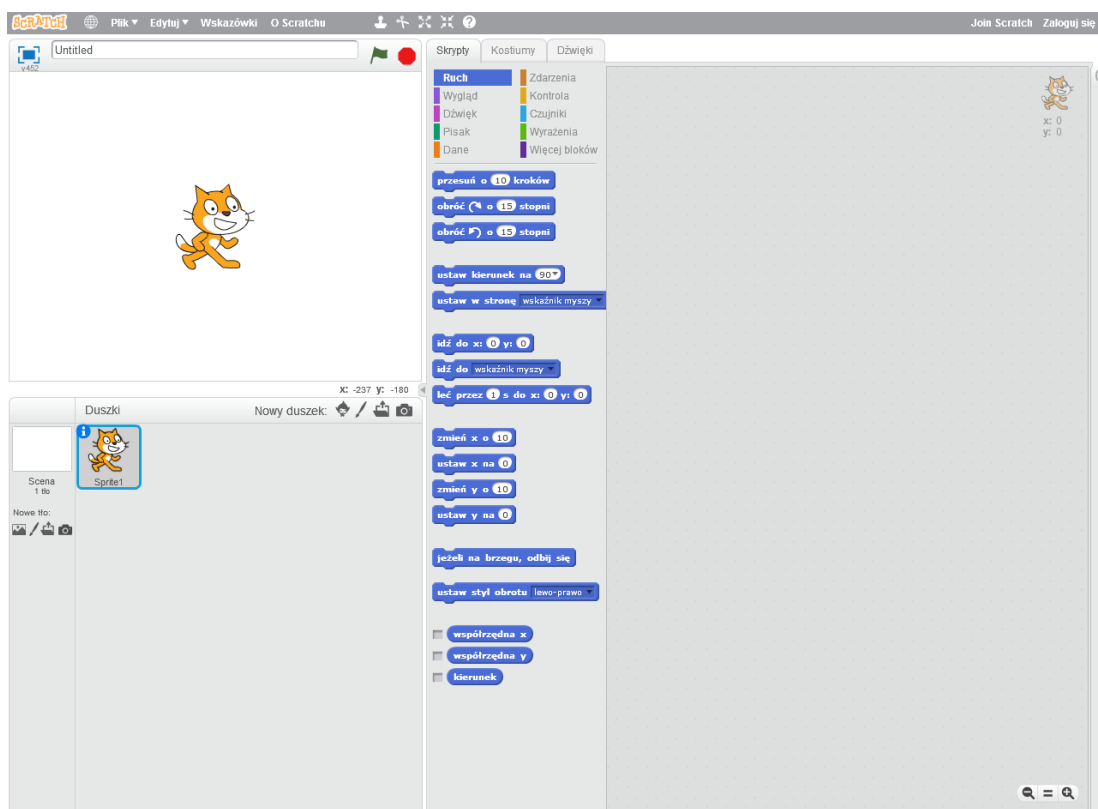 SCRATCH Plik Edytuj Wskazówki O Scratchu Join Scratch Zaloguj się
Untitled
v452
X: -237 y: -180
Duszki Nowy duszek:
Sprite1
Scena
1 tło
Nowe tło:
Skrypty Kostiumy Dźwięki
Ruch Zdarzenia
Wygląd Kontrola
Dźwięk Czujniki
Pisak Wyrażenia
Dane Więcej bloków
przesuń o 10 kroków
obróć o 15 stopni
obróć o 15 stopni
ustaw kierunek na 90
ustaw w stronę wskaźnik myszy
idź do x: 0 y: 0
idź do wskaźnik myszy
leć przez 1 s do x: 0 y: 0
zmień x o 10
ustaw x na 0
zmień y o 10
ustaw y na 0
jeżeli na brzegu, odbij się
ustaw styl obrotu lewo-prawo
współrzędna x
współrzędna y
kierunek
x: 0
y: 0